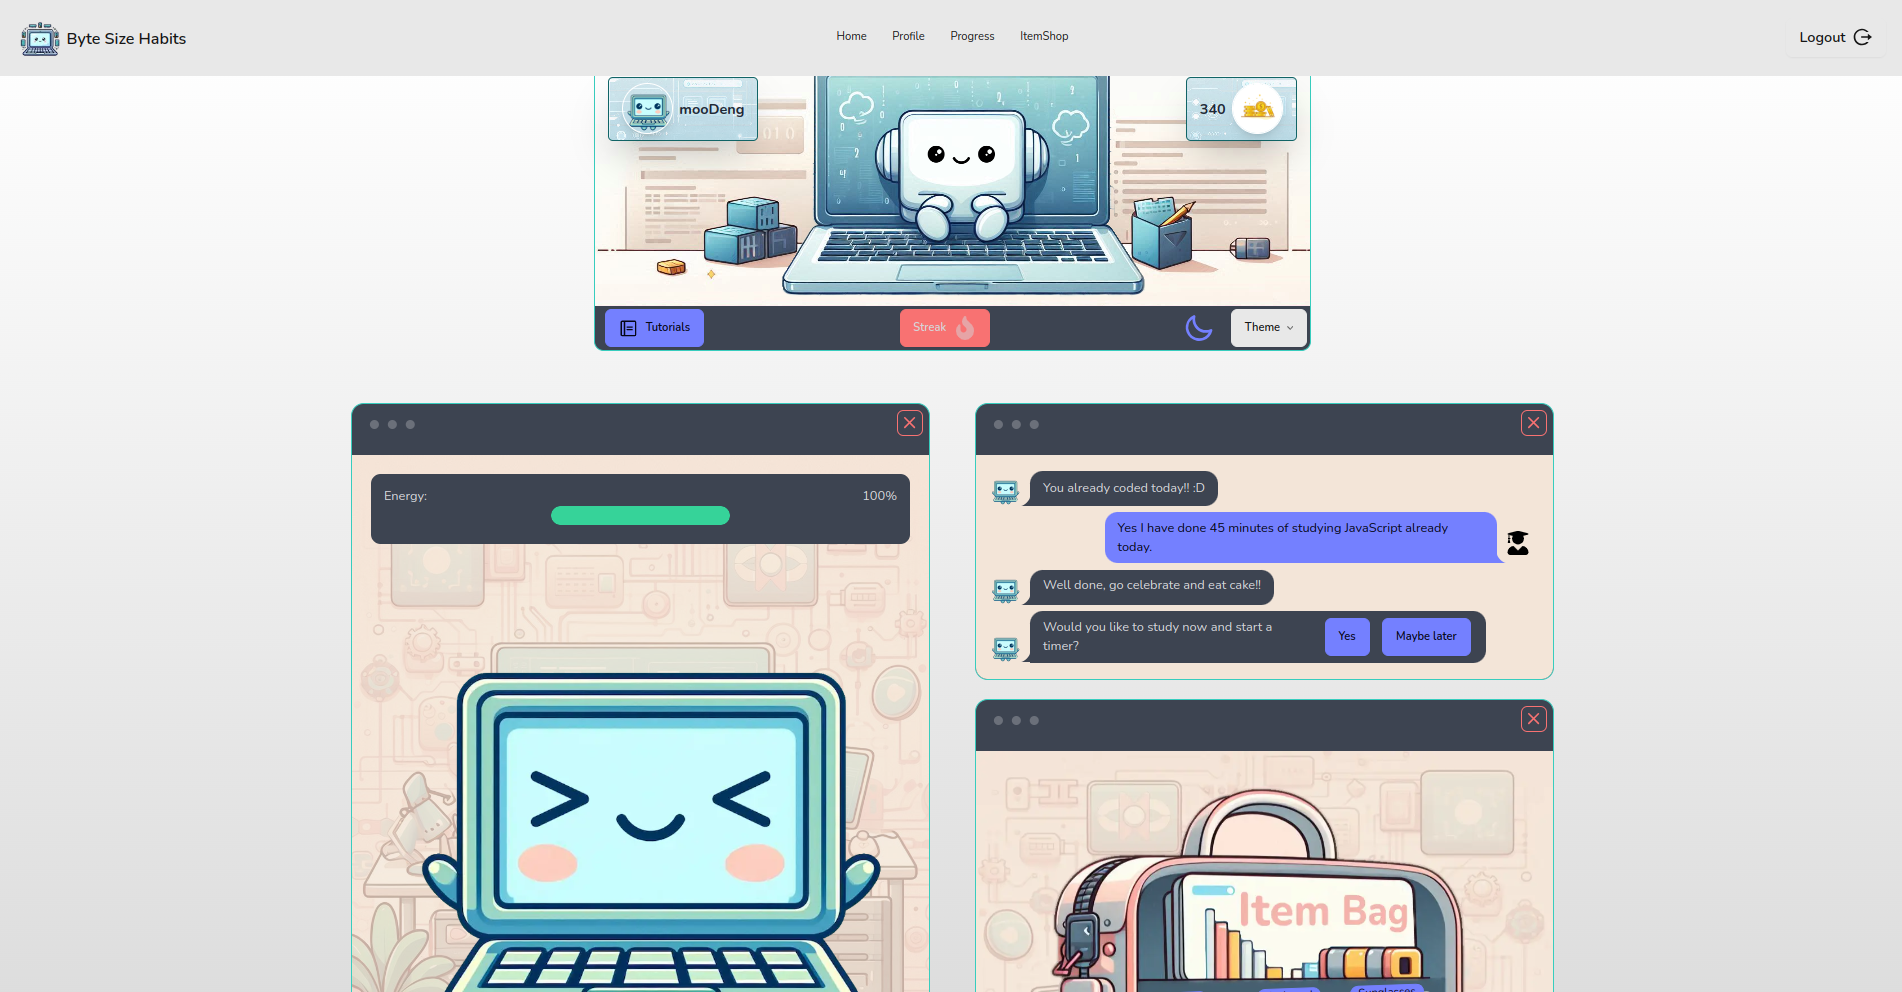 Byte Size Habits
Home Profile Progress ItemShop
Logout
mooDeng
340
Tutorials
Streak
Theme
Energy: 100%
You already coded today!! :D
Yes I have done 45 minutes of studying JavaScript already
today.
Well done, go celebrate and eat cake!!
Would you like to study now and start a
timer?
Yes
Maybe later
Item Bag
Sunglasses